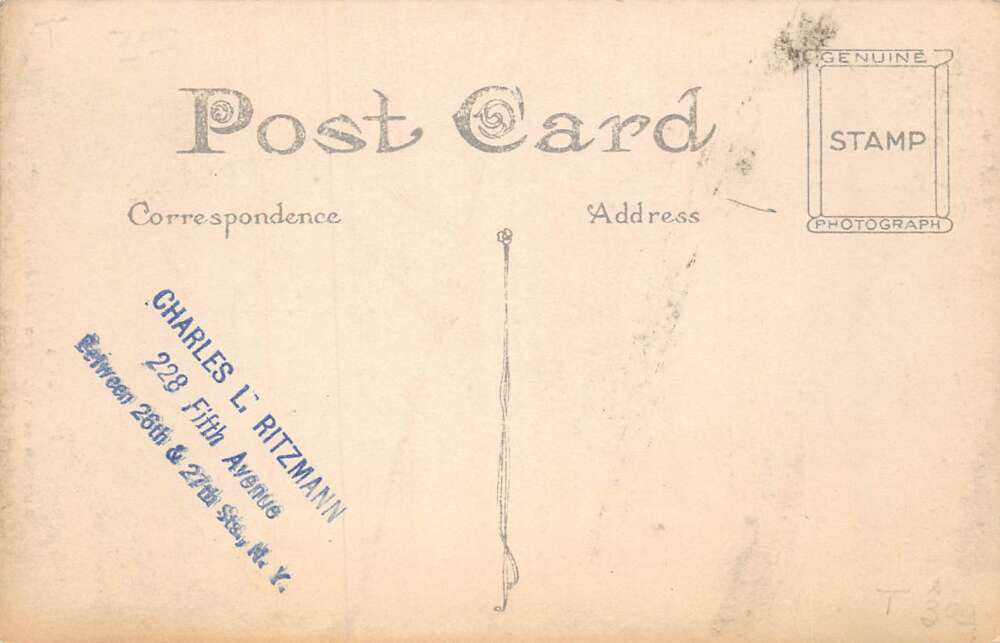 Post Card
GENUINE
STAMP
PHOTOGRAPH
Correspondence
Address
CHARLES L. RITZMANN
228 Fifth Avenue
Between 26th & 27th Sts., N. Y.
T
T